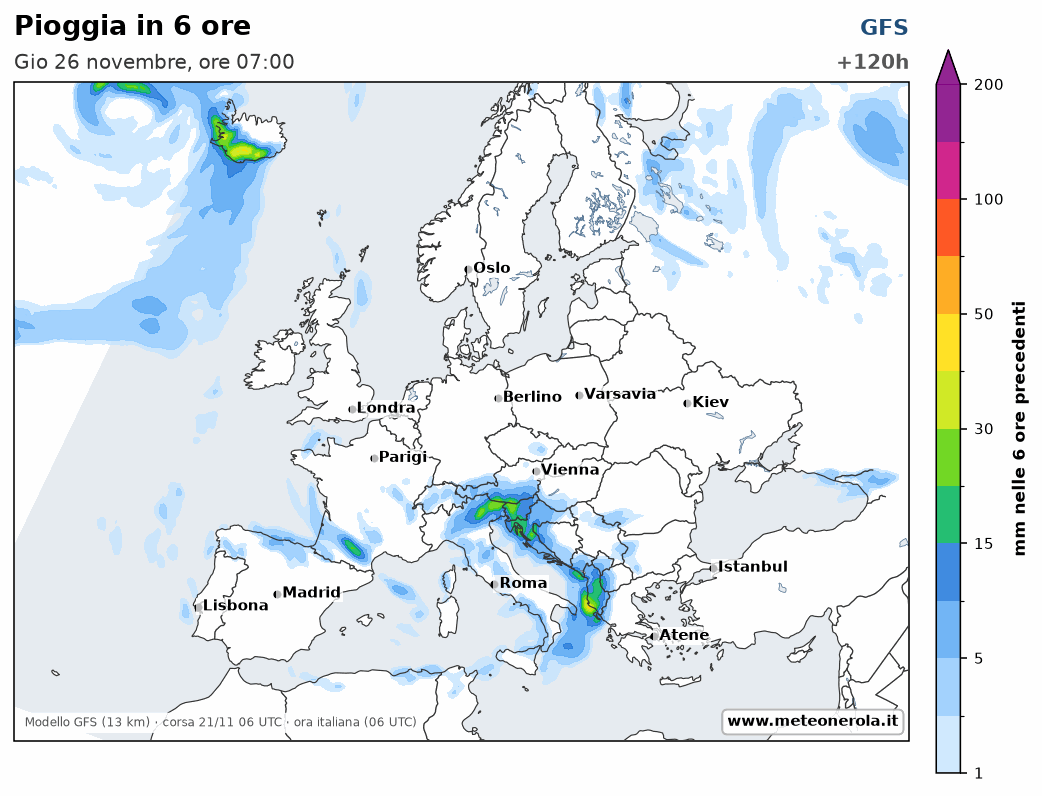 Pioggia in 6 ore
GFS
Gio 26 novembre, ore 07:00
+120h
200
100
50
30
15
5
1
mm nelle 6 ore precedenti
Oslo
Berlino
Varsavia
Kiev
Londra
Parigi
Vienna
Istanbul
Roma
Madrid
Lisbona
Atene
Modello GFS (13 km) · corsa 21/11 06 UTC · ora italiana (06 UTC)
www.meteonerola.it